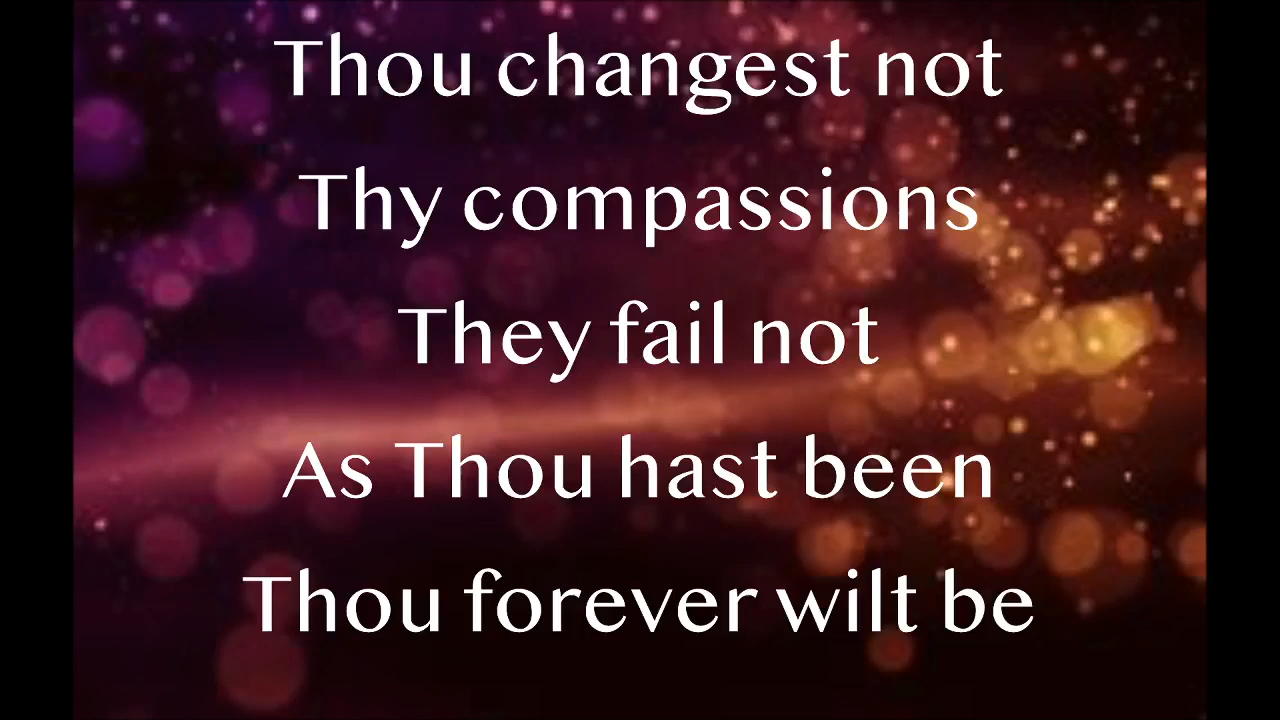 Thou changest not
Thy compassions
They fail not
As Thou hast been
Thou forever wilt be